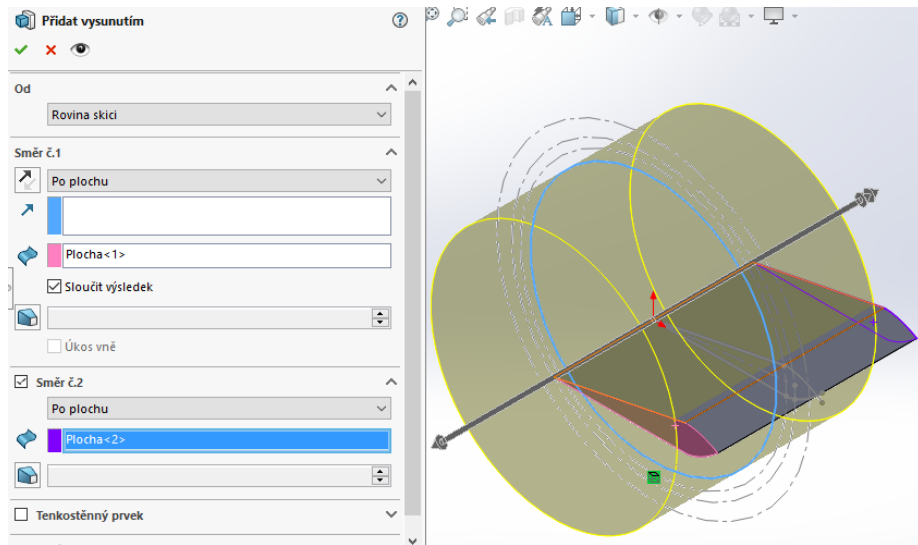 Přidat vysunutím
Od
Rovina skici
Směr č.1
Po plochu
Plocha<1>
Sloučit výsledek
Úkos vně
Směr č.2
Po plochu
Plocha<2>
Tenkostěnný prvek